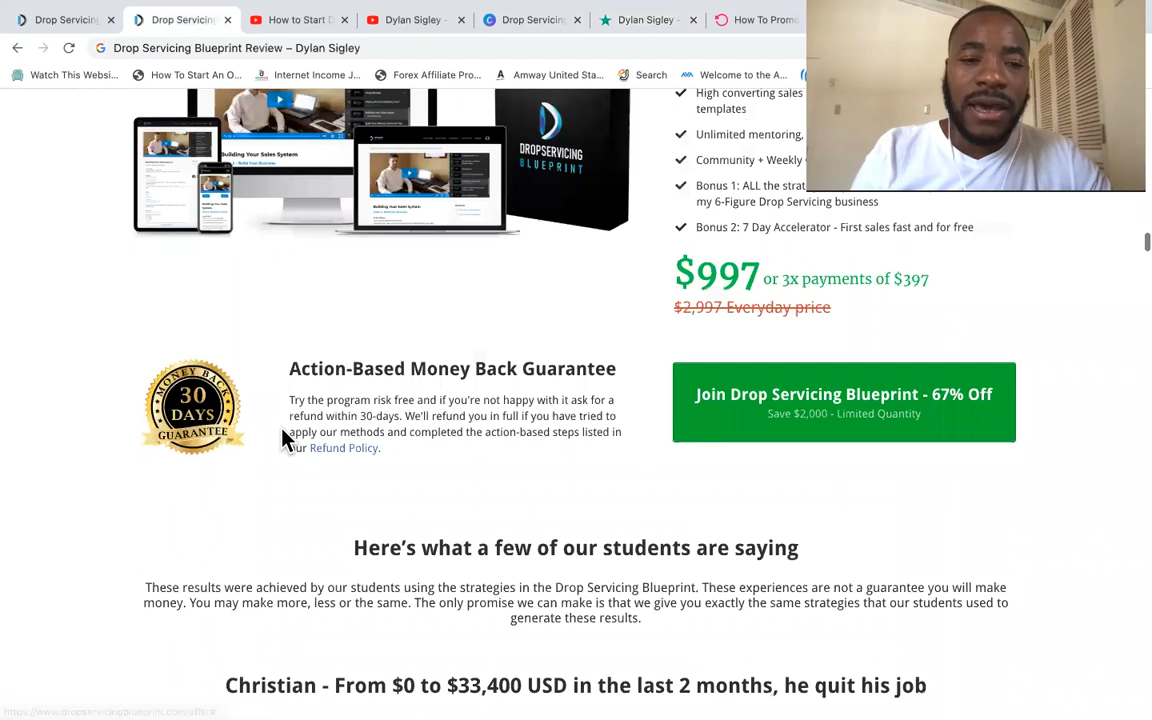 Drop Servicing
Drop Servicing
How to Start D
Dylan Sigley -
Drop Servicing
Dylan Sigley -
How To Promo
Drop Servicing Blueprint Review – Dylan Sigley
Watch This Websi...
How To Start An O...
Internet Income J...
Forex Affiliate Pro...
Amway United Sta...
Search
Welcome to the A...
Building Your Sales System
Building Your Sales System
DROPSERVICING
BLUEPRINT
High converting sales
templates
Unlimited mentoring,
Community + Weekly
Bonus 1: ALL the strat
my 6-Figure Drop Servicing business
Bonus 2: 7 Day Accelerator - First sales fast and for free
$997 or 3x payments of $397
$2,997 Everyday price
MONEY BACK
30
DAYS
GUARANTEE
Action-Based Money Back Guarantee
Try the program risk free and if you're not happy with it ask for a
refund within 30-days. We'll refund you in full if you have tried to
apply our methods and completed the action-based steps listed in
our Refund Policy.
Join Drop Servicing Blueprint - 67% Off
Save $2,000 - Limited Quantity
Here's what a few of our students are saying
These results were achieved by our students using the strategies in the Drop Servicing Blueprint. These experiences are not a guarantee you will make
money. You may make more, less or the same. The only promise we can make is that we give you exactly the same strategies that our students used to
generate these results.
Christian - From $0 to $33,400 USD in the last 2 months, he quit his job
https://www.dropservicingblueprint.com/offer#